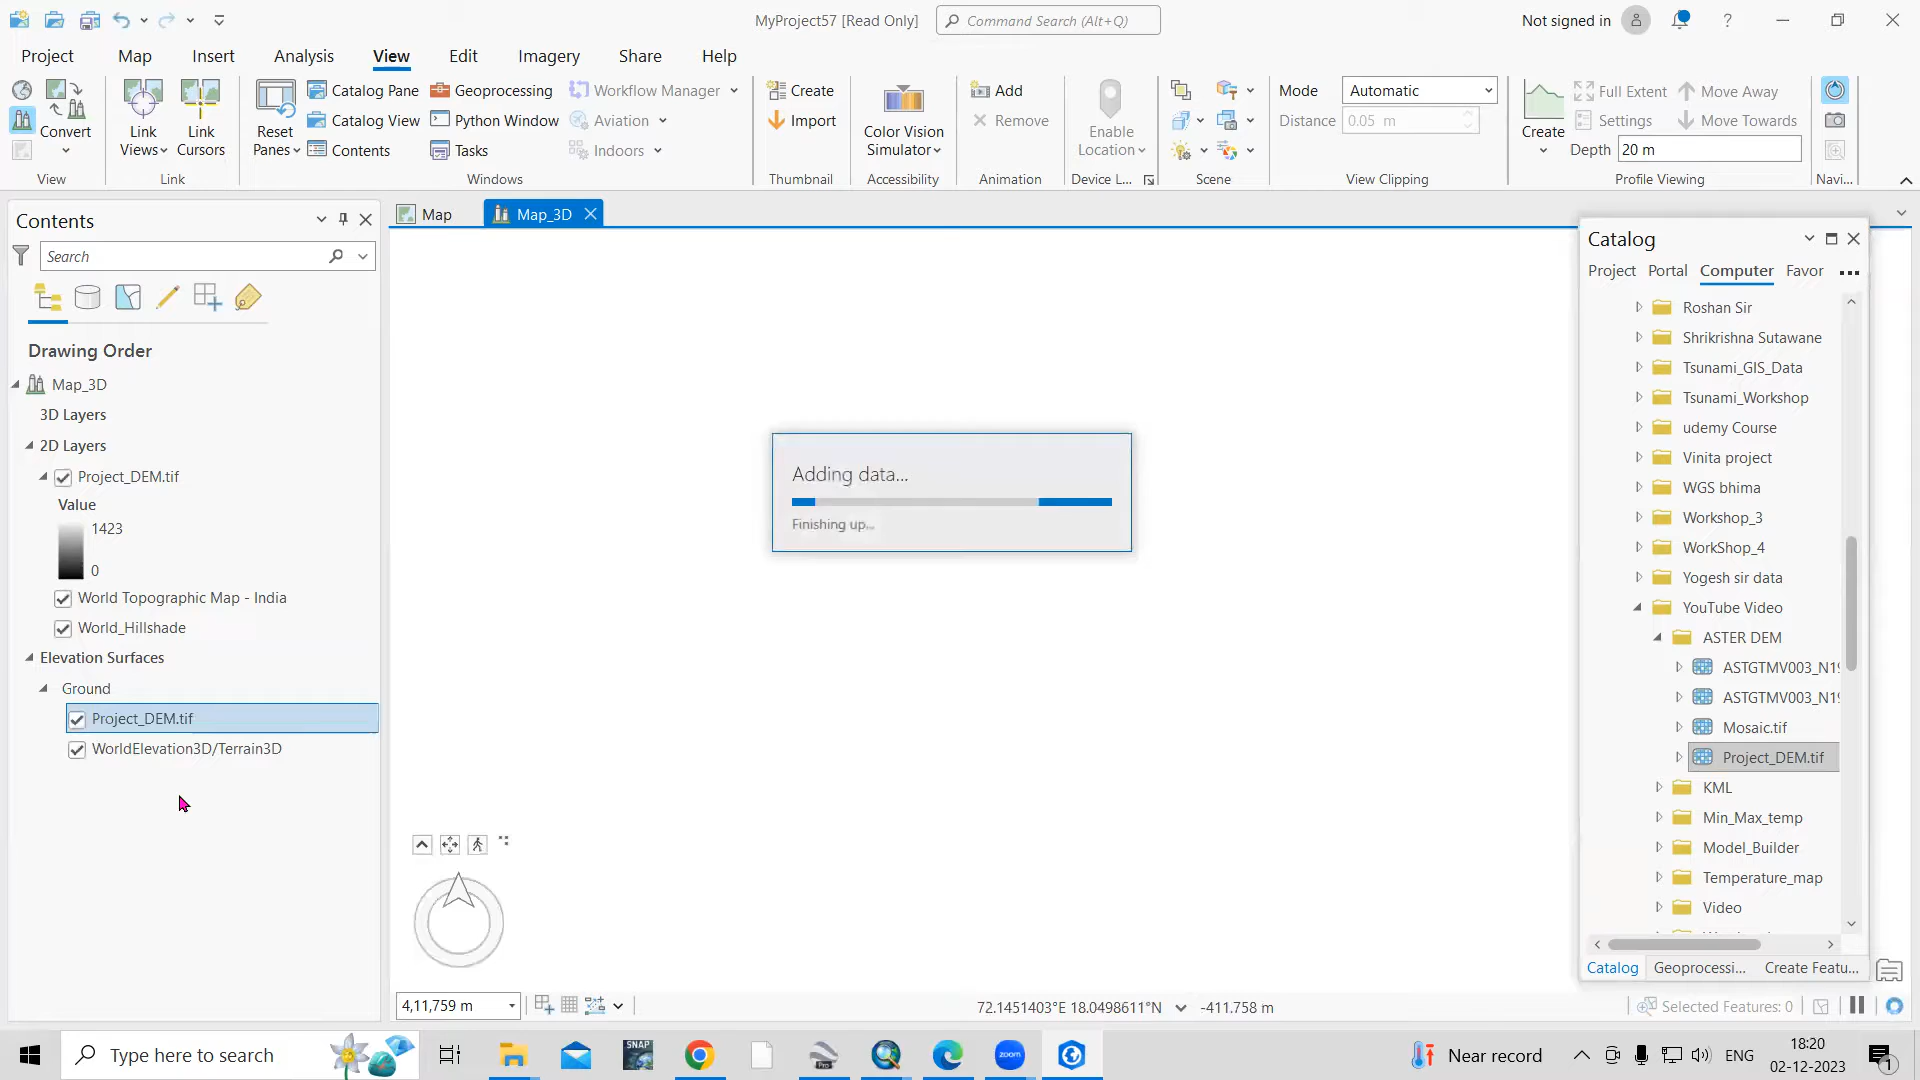 MyProject57 [Read Only]
Command Search (Alt+Q)
Not signed in
?
Project
Map
Insert
Analysis
View
Edit
Imagery
Share
Help
Convert
Link
Views
Link
Cursors
Reset
Panes
Catalog Pane
Catalog View
Contents
Geoprocessing
Python Window
Tasks
Workflow Manager
Aviation
Indoors
Create
Import
Color Vision
Simulator
Add
Remove
Enable
Location
Mode
Automatic
Distance
0.05 m
Create
Full Extent
Settings
Move Away
Move Towards
Depth
20 m
View
Link
Windows
Thumbnail
Accessibility
Animation
Device L...
Scene
View Clipping
Profile Viewing
Navi...
Contents
Search
Drawing Order
Map_3D
3D Layers
2D Layers
Project_DEM.tif
Value
1423
0
World Topographic Map - India
World_Hillshade
Elevation Surfaces
Ground
Project_DEM.tif
WorldElevation3D/Terrain3D
Map
Map_3D
Adding data...
Finishing up...
4,11,759 m
72.1451403°E 18.0498611°N
-411.758 m
Selected Features: 0
Catalog
Project
Portal
Computer
Favor
Roshan Sir
Shrikrishna Sutawane
Tsunami_GIS_Data
Tsunami_Workshop
udemy Course
Vinita project
WGS bhima
Workshop_3
WorkShop_4
Yogesh sir data
YouTube Video
ASTER DEM
ASTGTMV003_N19
ASTGTMV003_N19
Mosaic.tif
Project_DEM.tif
KML
Min_Max_temp
Model_Builder
Temperature_map
Video
Catalog
Geoprocessi...
Create Featu...
Type here to search
SNAP
Pro
zoom
Near record
ENG
18:20
02-12-2023
1